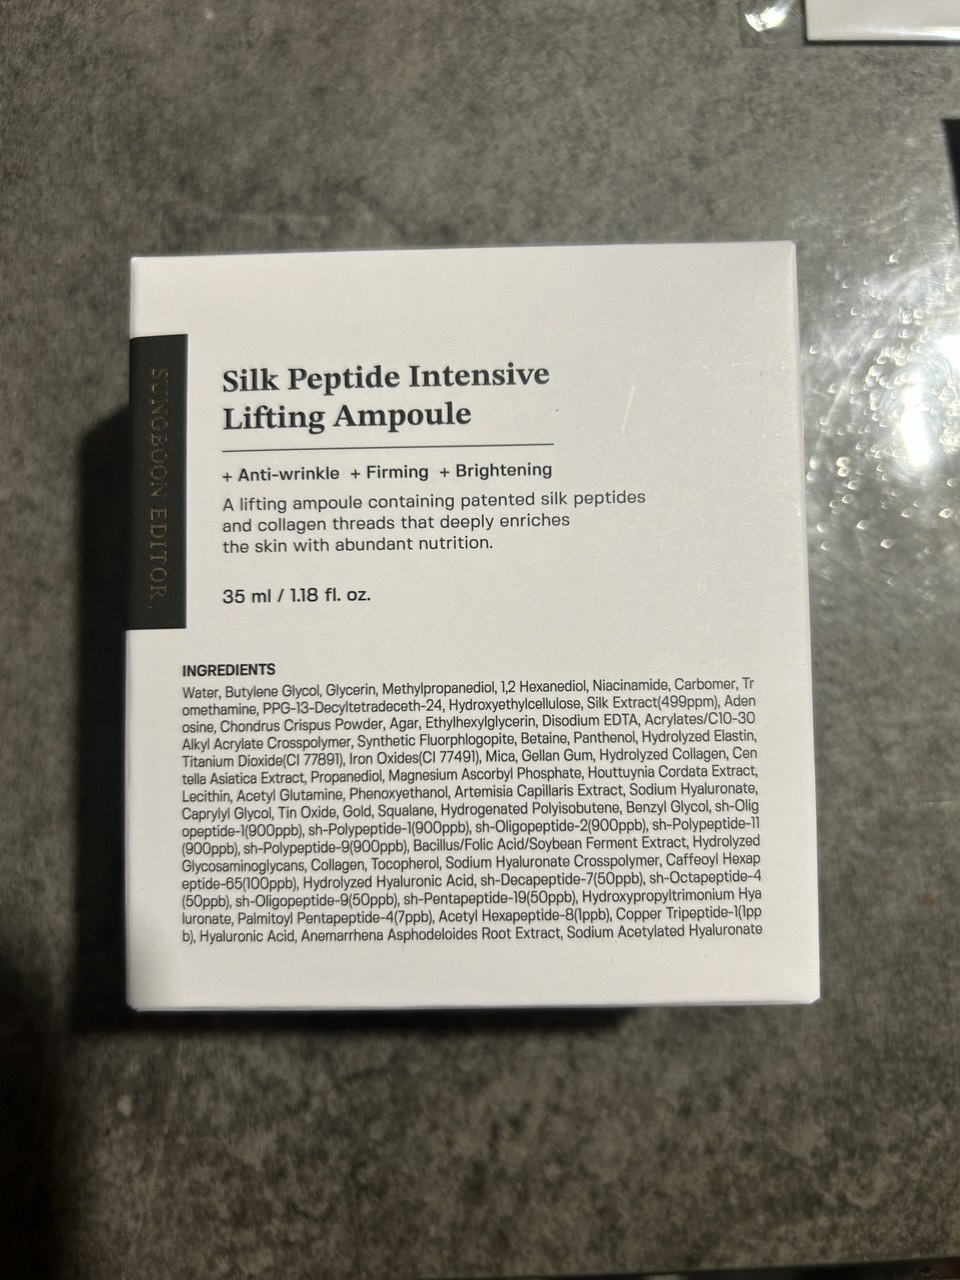 SUNGBOON EDITOR.
Silk Peptide Intensive
Lifting Ampoule
+ Anti-wrinkle + Firming + Brightening
A lifting ampoule containing patented silk peptides
and collagen threads that deeply enriches
the skin with abundant nutrition.
35 ml / 1.18 fl. oz.
INGREDIENTS
Water, Butylene Glycol, Glycerin, Methylpropanediol, 1,2 Hexanediol, Niacinamide, Carbomer, Tr
omethamine, PPG-13-Decyltetradeceth-24, Hydroxyethylcellulose, Silk Extract(499ppm), Aden
osine, Chondrus Crispus Powder, Agar, Ethylhexylglycerin, Disodium EDTA, Acrylates/C10-30
Alkyl Acrylate Crosspolymer, Synthetic Fluorphlogopite, Betaine, Panthenol, Hydrolyzed Elastin,
Titanium Dioxide(CI 77891), Iron Oxides(CI 77491), Mica, Gellan Gum, Hydrolyzed Collagen, Cen
tella Asiatica Extract, Propanediol, Magnesium Ascorbyl Phosphate, Houttuynia Cordata Extract,
Lecithin, Acetyl Glutamine, Phenoxyethanol, Artemisia Capillaris Extract, Sodium Hyaluronate,
Caprylyl Glycol, Tin Oxide, Gold, Squalane, Hydrogenated Polyisobutene, Benzyl Glycol, sh-Olig
opeptide-1(900ppb), sh-Polypeptide-1(900ppb), sh-Oligopeptide-2(900ppb), sh-Polypeptide-11
(900ppb), sh-Polypeptide-9(900ppb), Bacillus/Folic Acid/Soybean Ferment Extract, Hydrolyzed
Glycosaminoglycans, Collagen, Tocopherol, Sodium Hyaluronate Crosspolymer, Caffeoyl Hexap
eptide-65(100ppb), Hydrolyzed Hyaluronic Acid, sh-Decapeptide-7(50ppb), sh-Octapeptide-4
(50ppb), sh-Oligopeptide-9(50ppb), sh-Pentapeptide-19(50ppb), Hydroxypropyltrimonium Hya
luronate, Palmitoyl Pentapeptide-4(7ppb), Acetyl Hexapeptide-8(1ppb), Copper Tripeptide-1(1pp
b), Hyaluronic Acid, Anemarrhena Asphodeloides Root Extract, Sodium Acetylated Hyaluronate